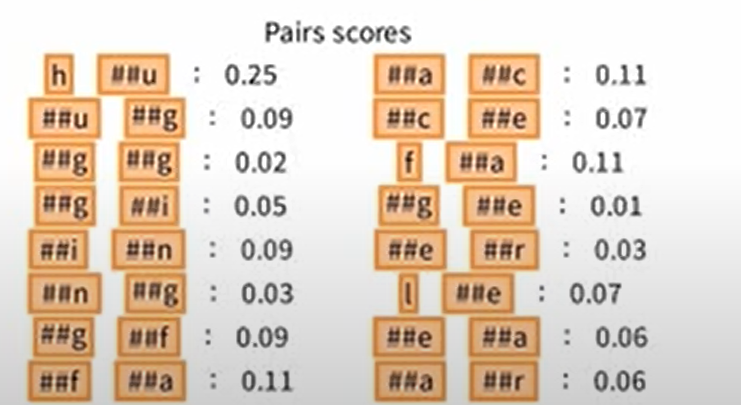 Pairs scores
h ##u : 0.25
##u ##g : 0.09
##g ##g : 0.02
##g ##i : 0.05
##i ##n : 0.09
##n ##g : 0.03
##g ##f : 0.09
##f ##a : 0.11
##a ##c : 0.11
##c ##e : 0.07
f ##a : 0.11
##g ##e : 0.01
##e ##r : 0.03
l ##e : 0.07
##e ##a : 0.06
##a ##r : 0.06